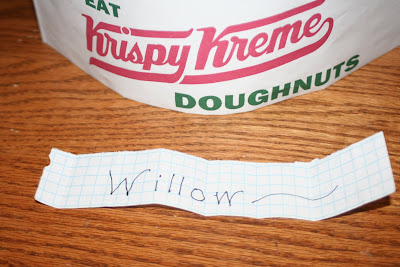 EAT
Krispy Kreme
DOUGHNUTS
Willow